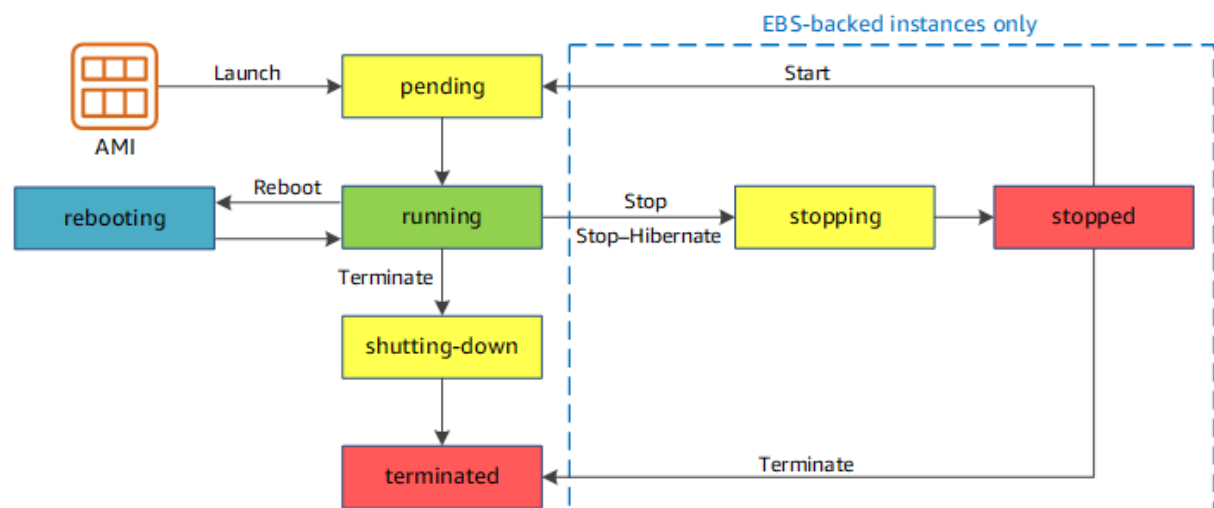 EBS-backed instances only
Launch
pending
Start
AMI
Reboot
rebooting
running
Stop
Stop–Hibernate
stopping
stopped
Terminate
shutting-down
terminated
Terminate